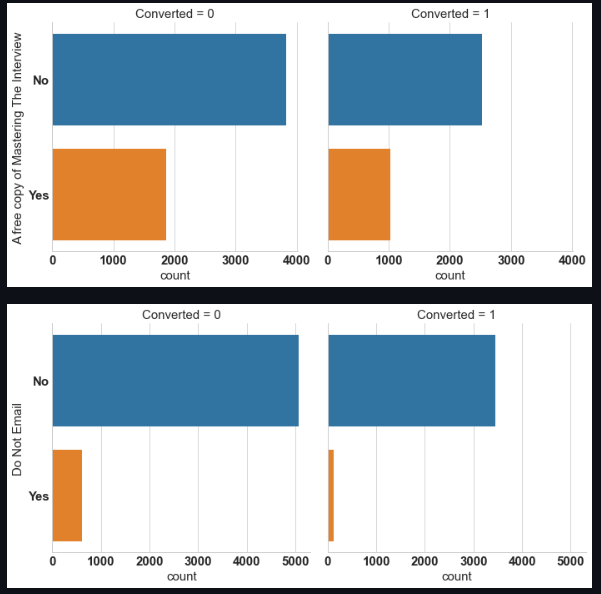 Converted = 0
Converted = 1
A free copy of Mastering The Interview
No
Yes
0 1000 2000 3000 4000
0 1000 2000 3000 4000
count
count
Converted = 0
Converted = 1
Do Not Email
No
Yes
0 1000 2000 3000 4000 5000
0 1000 2000 3000 4000 5000
count
count